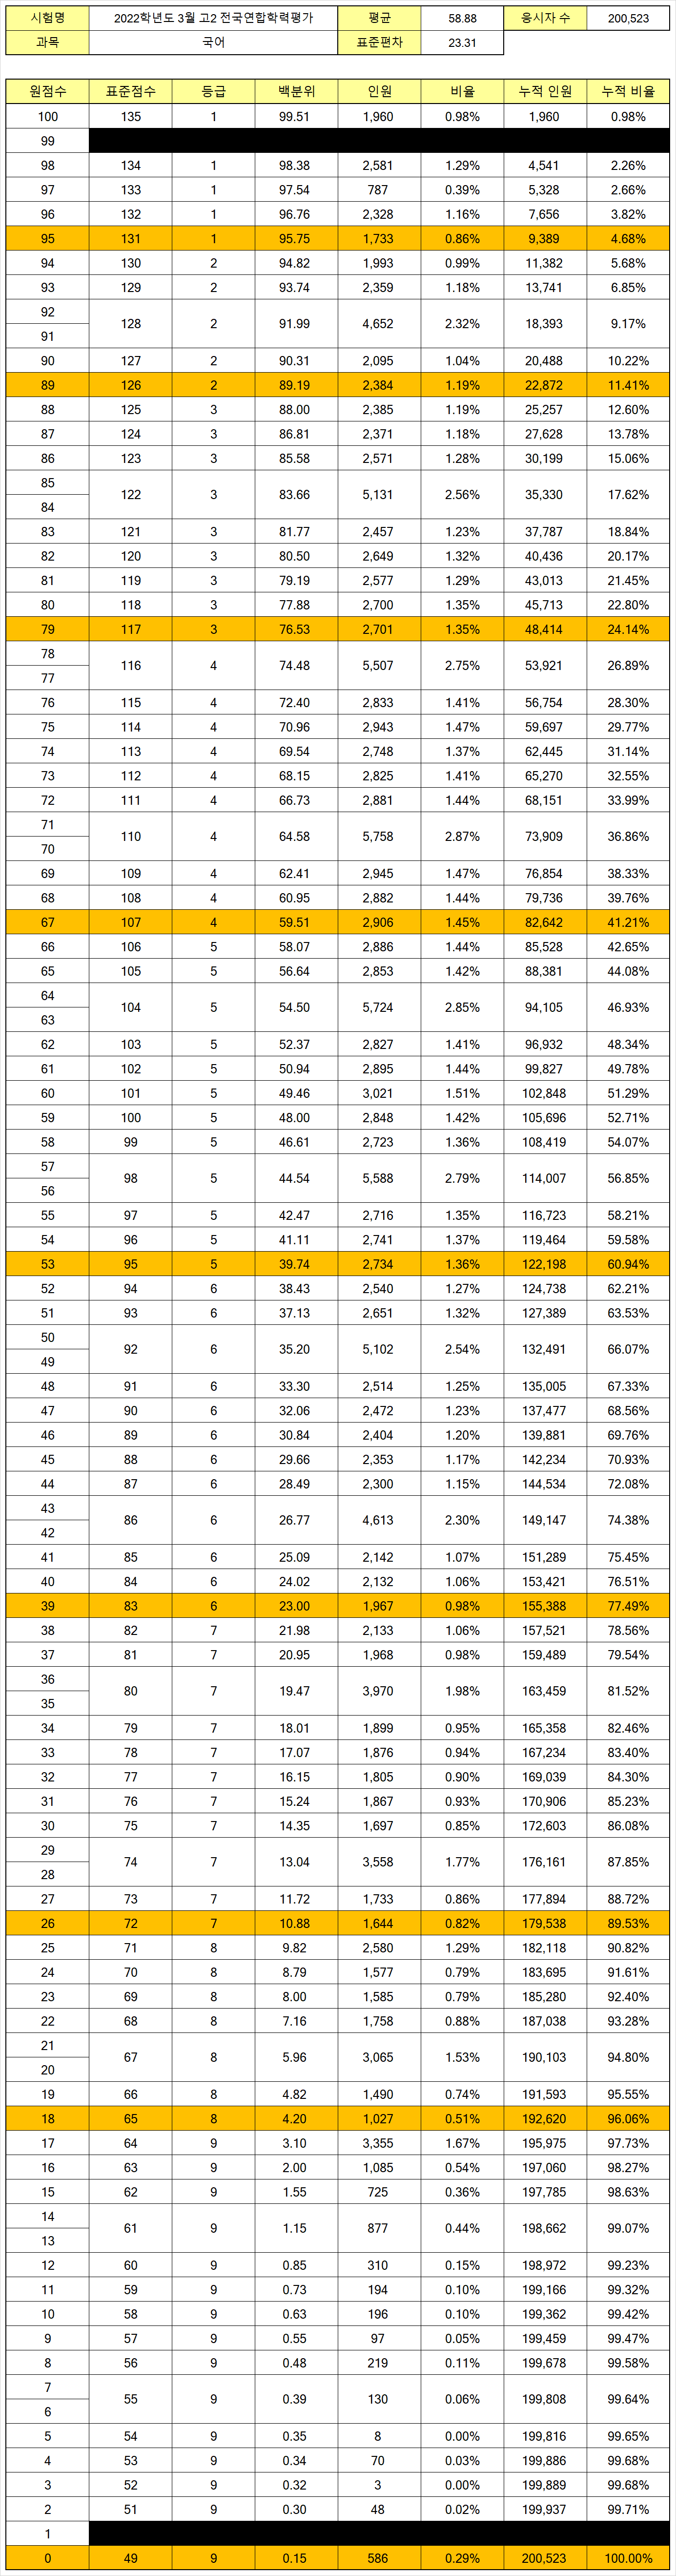 시험명 2022학년도 3월 고2 전국연합학력평가 평균 58.88 응시자 수 200,523
과목 국어 표준편차 23.31
원점수 표준점수 등급 백분위 인원 비율 누적 인원 누적 비율
100 135 1 99.51 1,960 0.98% 1,960 0.98%
99
98 134 1 98.38 2,581 1.29% 4,541 2.26%
97 133 1 97.54 787 0.39% 5,328 2.66%
96 132 1 96.76 2,328 1.16% 7,656 3.82%
95 131 1 95.75 1,733 0.86% 9,389 4.68%
94 130 2 94.82 1,993 0.99% 11,382 5.68%
93 129 2 93.74 2,359 1.18% 13,741 6.85%
92
128 2 91.99 4,652 2.32% 18,393 9.17%
91
90 127 2 90.31 2,095 1.04% 20,488 10.22%
89 126 2 89.19 2,384 1.19% 22,872 11.41%
88 125 3 88.00 2,385 1.19% 25,257 12.60%
87 124 3 86.81 2,371 1.18% 27,628 13.78%
86 123 3 85.58 2,571 1.28% 30,199 15.06%
85
122 3 83.66 5,131 2.56% 35,330 17.62%
84
83 121 3 81.77 2,457 1.23% 37,787 18.84%
82 120 3 80.50 2,649 1.32% 40,436 20.17%
81 119 3 79.19 2,577 1.29% 43,013 21.45%
80 118 3 77.88 2,700 1.35% 45,713 22.80%
79 117 3 76.53 2,701 1.35% 48,414 24.14%
78
116 4 74.48 5,507 2.75% 53,921 26.89%
77
76 115 4 72.40 2,833 1.41% 56,754 28.30%
75 114 4 70.96 2,943 1.47% 59,697 29.77%
74 113 4 69.54 2,748 1.37% 62,445 31.14%
73 112 4 68.15 2,825 1.41% 65,270 32.55%
72 111 4 66.73 2,881 1.44% 68,151 33.99%
71
110 4 64.58 5,758 2.87% 73,909 36.86%
70
69 109 4 62.41 2,945 1.47% 76,854 38.33%
68 108 4 60.95 2,882 1.44% 79,736 39.76%
67 107 4 59.51 2,906 1.45% 82,642 41.21%
66 106 5 58.07 2,886 1.44% 85,528 42.65%
65 105 5 56.64 2,853 1.42% 88,381 44.08%
64
104 5 54.50 5,724 2.85% 94,105 46.93%
63
62 103 5 52.37 2,827 1.41% 96,932 48.34%
61 102 5 50.94 2,895 1.44% 99,827 49.78%
60 101 5 49.46 3,021 1.51% 102,848 51.29%
59 100 5 48.00 2,848 1.42% 105,696 52.71%
58 99 5 46.61 2,723 1.36% 108,419 54.07%
57
98 5 44.54 5,588 2.79% 114,007 56.85%
56
55 97 5 42.47 2,716 1.35% 116,723 58.21%
54 96 5 41.11 2,741 1.37% 119,464 59.58%
53 95 5 39.74 2,734 1.36% 122,198 60.94%
52 94 6 38.43 2,540 1.27% 124,738 62.21%
51 93 6 37.13 2,651 1.32% 127,389 63.53%
50
92 6 35.20 5,102 2.54% 132,491 66.07%
49
48 91 6 33.30 2,514 1.25% 135,005 67.33%
47 90 6 32.06 2,472 1.23% 137,477 68.56%
46 89 6 30.84 2,404 1.20% 139,881 69.76%
45 88 6 29.66 2,353 1.17% 142,234 70.93%
44 87 6 28.49 2,300 1.15% 144,534 72.08%
43
86 6 26.77 4,613 2.30% 149,147 74.38%
42
41 85 6 25.09 2,142 1.07% 151,289 75.45%
40 84 6 24.02 2,132 1.06% 153,421 76.51%
39 83 6 23.00 1,967 0.98% 155,388 77.49%
38 82 7 21.98 2,133 1.06% 157,521 78.56%
37 81 7 20.95 1,968 0.98% 159,489 79.54%
36
80 7 19.47 3,970 1.98% 163,459 81.52%
35
34 79 7 18.01 1,899 0.95% 165,358 82.46%
33 78 7 17.07 1,876 0.94% 167,234 83.40%
32 77 7 16.15 1,805 0.90% 169,039 84.30%
31 76 7 15.24 1,867 0.93% 170,906 85.23%
30 75 7 14.35 1,697 0.85% 172,603 86.08%
29
74 7 13.04 3,558 1.77% 176,161 87.85%
28
27 73 7 11.72 1,733 0.86% 177,894 88.72%
26 72 7 10.88 1,644 0.82% 179,538 89.53%
25 71 8 9.82 2,580 1.29% 182,118 90.82%
24 70 8 8.79 1,577 0.79% 183,695 91.61%
23 69 8 8.00 1,585 0.79% 185,280 92.40%
22 68 8 7.16 1,758 0.88% 187,038 93.28%
21
67 8 5.96 3,065 1.53% 190,103 94.80%
20
19 66 8 4.82 1,490 0.74% 191,593 95.55%
18 65 8 4.20 1,027 0.51% 192,620 96.06%
17 64 9 3.10 3,355 1.67% 195,975 97.73%
16 63 9 2.00 1,085 0.54% 197,060 98.27%
15 62 9 1.55 725 0.36% 197,785 98.63%
14
61 9 1.15 877 0.44% 198,662 99.07%
13
12 60 9 0.85 310 0.15% 198,972 99.23%
11 59 9 0.73 194 0.10% 199,166 99.32%
10 58 9 0.63 196 0.10% 199,362 99.42%
9 57 9 0.55 97 0.05% 199,459 99.47%
8 56 9 0.48 219 0.11% 199,678 99.58%
7
55 9 0.39 130 0.06% 199,808 99.64%
6
5 54 9 0.35 8 0.00% 199,816 99.65%
4 53 9 0.34 70 0.03% 199,886 99.68%
3 52 9 0.32 3 0.00% 199,889 99.68%
2 51 9 0.30 48 0.02% 199,937 99.71%
1
0 49 9 0.15 586 0.29% 200,523 100.00%